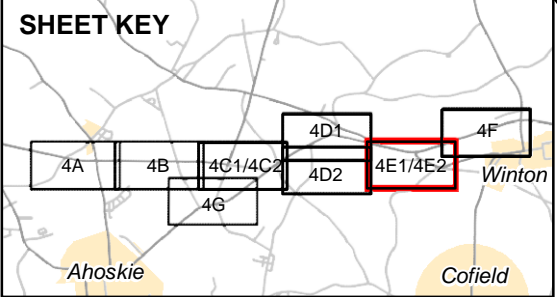 SHEET KEY
4D1
4F
4A
4B
4C1/4C2
4D2
4E1/4E2
Winton
4G
Ahoskie
Cofield